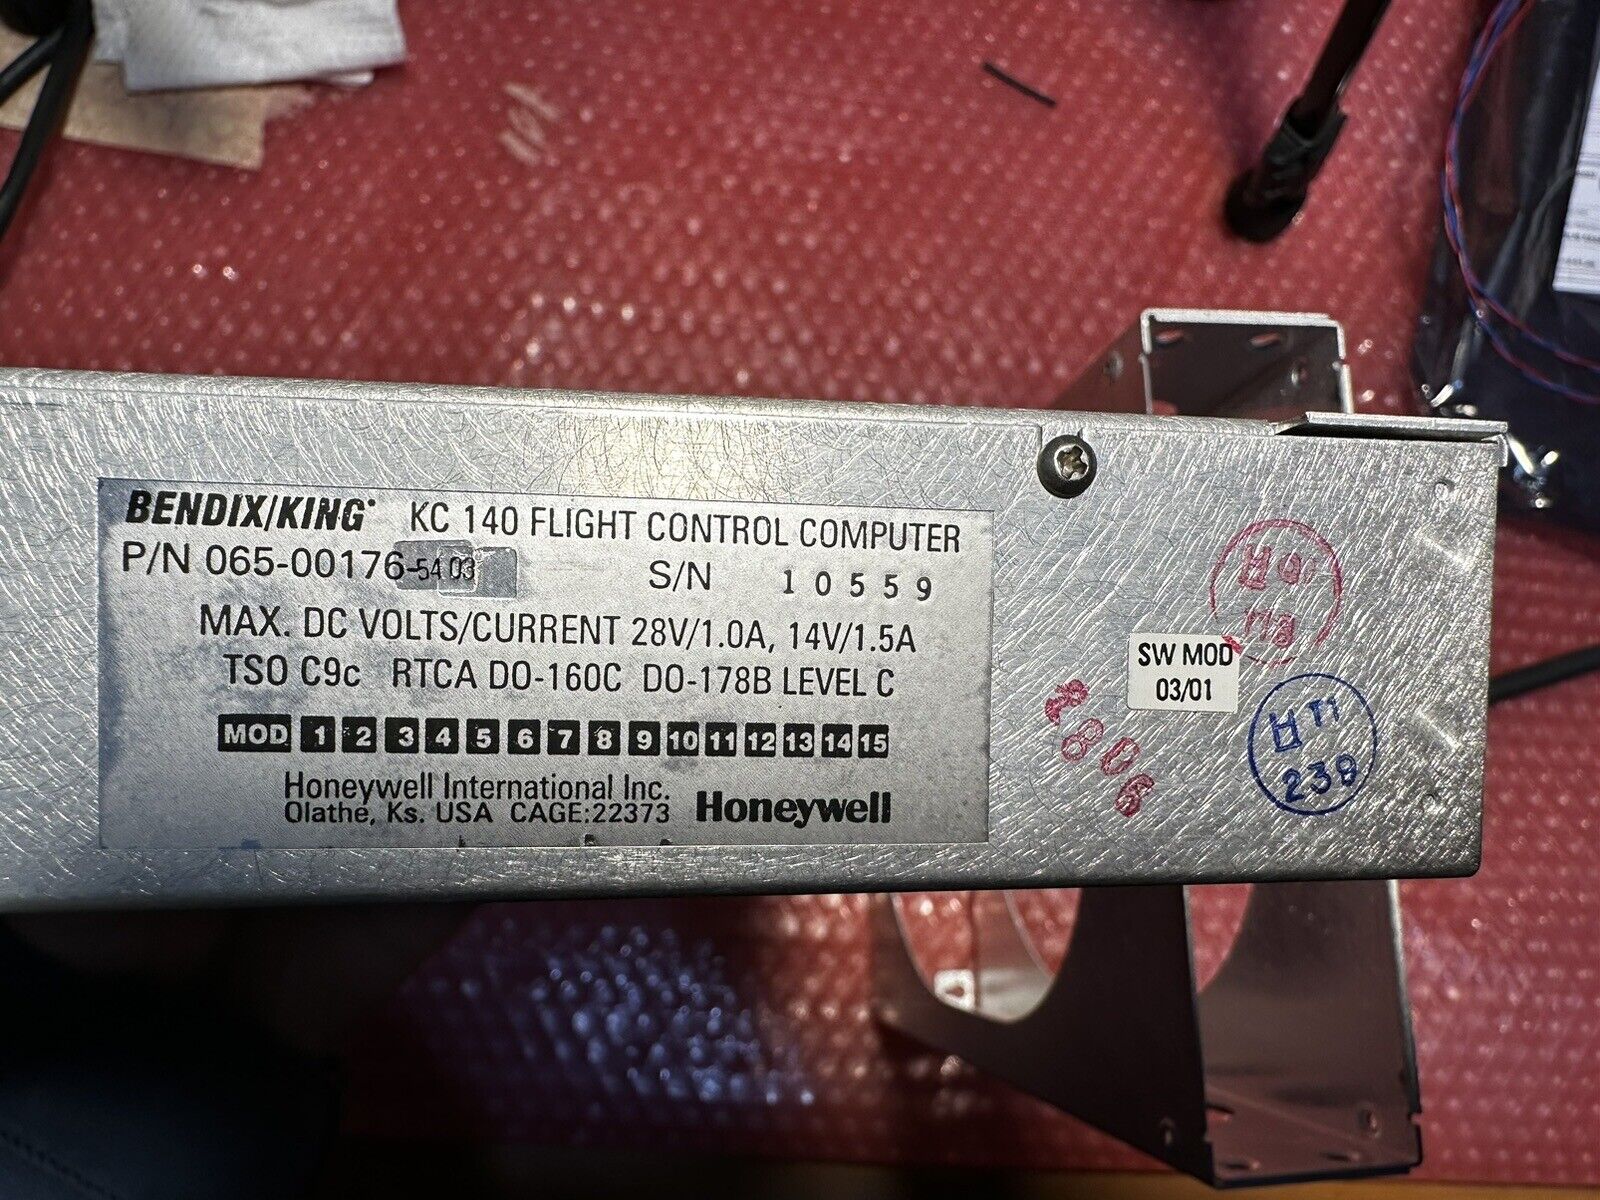 BENDIX/KING® KC 140 FLIGHT CONTROL COMPUTER
P/N 065-00176-54 03 S/N 10559
MAX. DC VOLTS/CURRENT 28V/1.0A, 14V/1.5A
TSO C9c RTCA DO-160C DO-178B LEVEL C
MOD 1 2 3 4 5 6 7 8 9 10 11 12 13 14 15
Honeywell International Inc.
Olathe, Ks. USA CAGE:22373 Honeywell
SW MOD
03/01
HTI
239